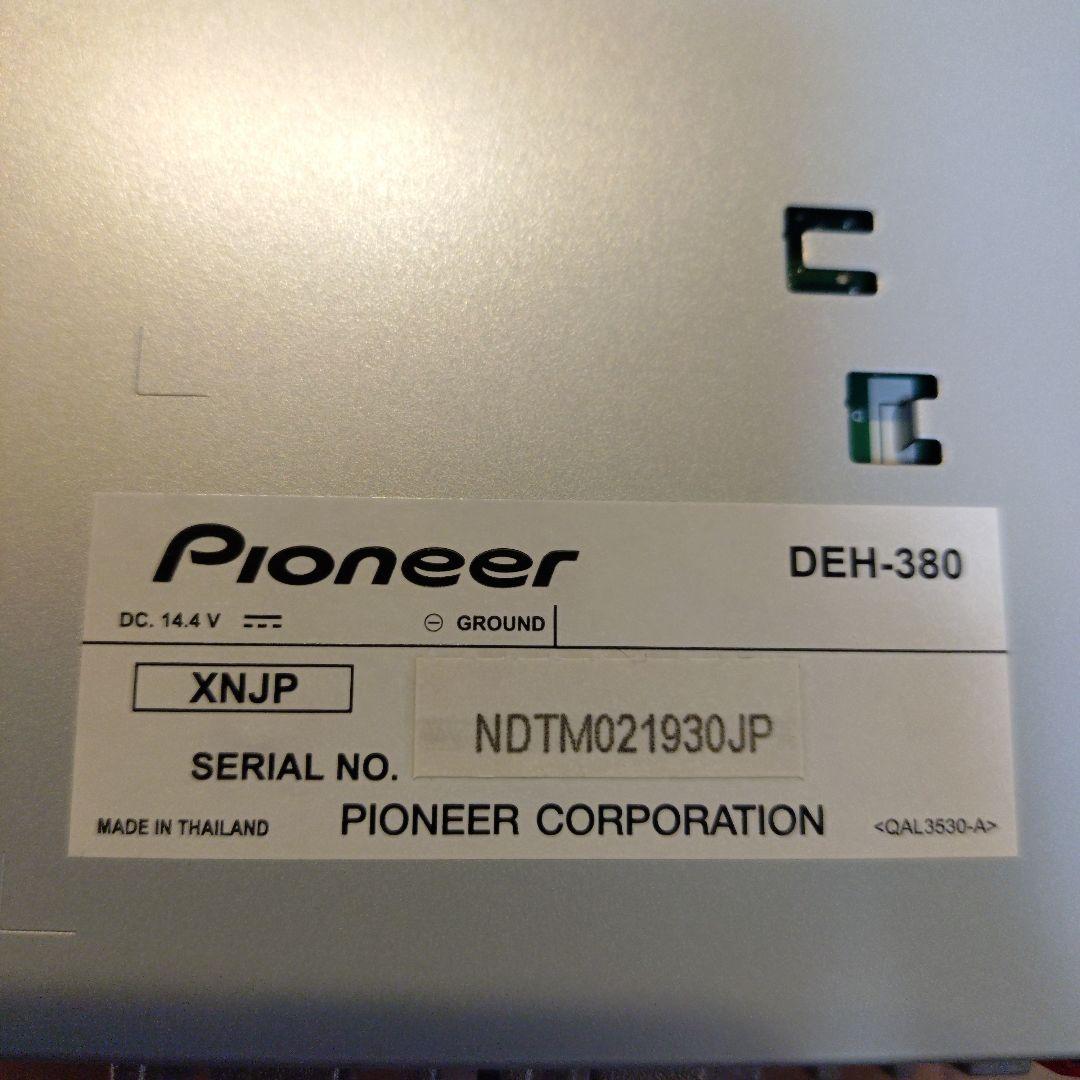 Pioneer
DEH-380
DC. 14.4 V ⎓ ⊖ GROUND
XNJP
SERIAL NO. NDTM021930JP
MADE IN THAILAND PIONEER CORPORATION <QAL3530-A>